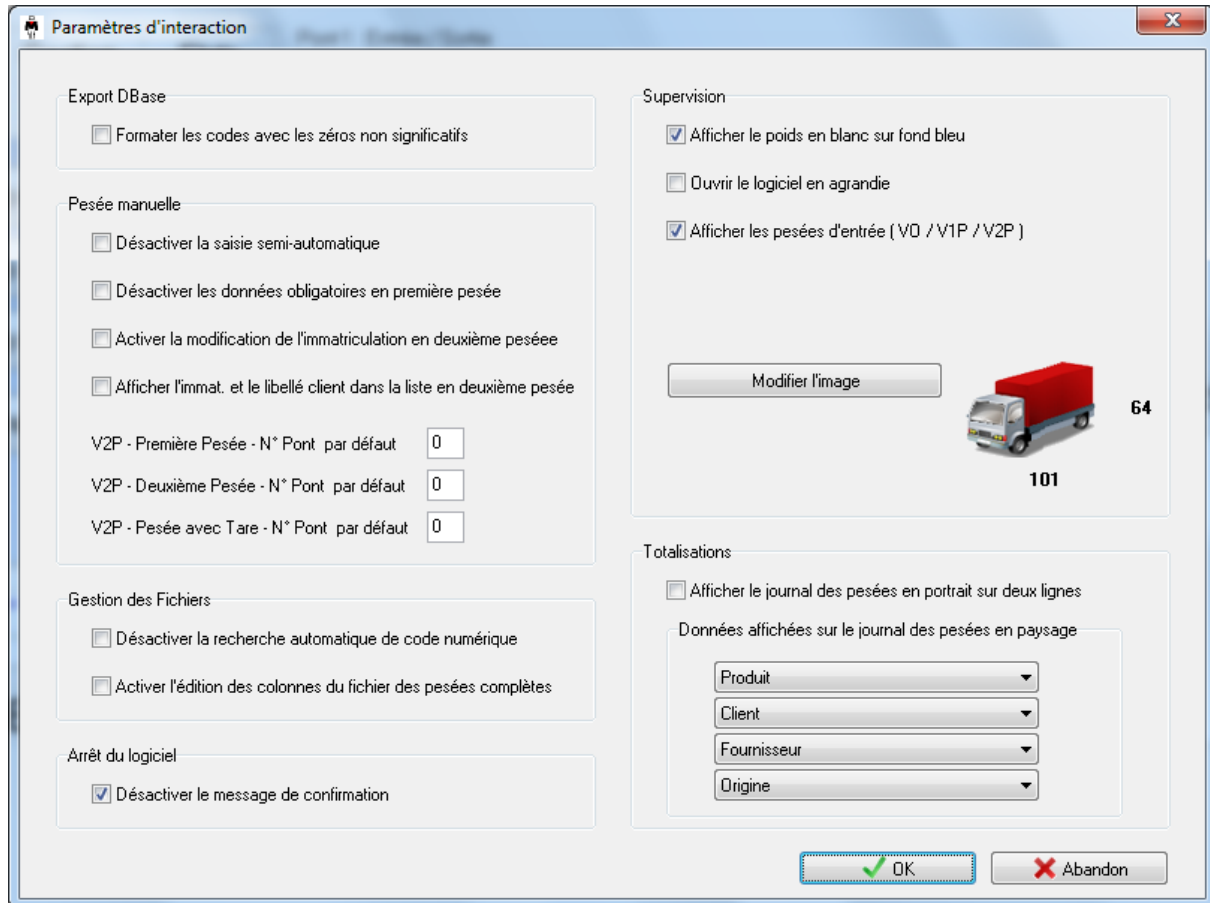 Paramètres d'interaction
Export DBase
Formater les codes avec les zéros non significatifs
Pesée manuelle
Désactiver la saisie semi-automatique
Désactiver les données obligatoires en première pesée
Activer la modification de l'immatriculation en deuxième peséee
Afficher l'immat. et le libellé client dans la liste en deuxième pesée
V2P - Première Pesée - N° Pont par défaut 0
V2P - Deuxième Pesée - N° Pont par défaut 0
V2P - Pesée avec Tare - N° Pont par défaut 0
Gestion des Fichiers
Désactiver la recherche automatique de code numérique
Activer l'édition des colonnes du fichier des pesées complètes
Arrêt du logiciel
Désactiver le message de confirmation
Supervision
Afficher le poids en blanc sur fond bleu
Ouvrir le logiciel en agrandie
Afficher les pesées d'entrée ( VO / V1P / V2P )
Modifier l'image
64
101
Totalisations
Afficher le journal des pesées en portrait sur deux lignes
Données affichées sur le journal des pesées en paysage
Produit
Client
Fournisseur
Origine
OK
Abandon